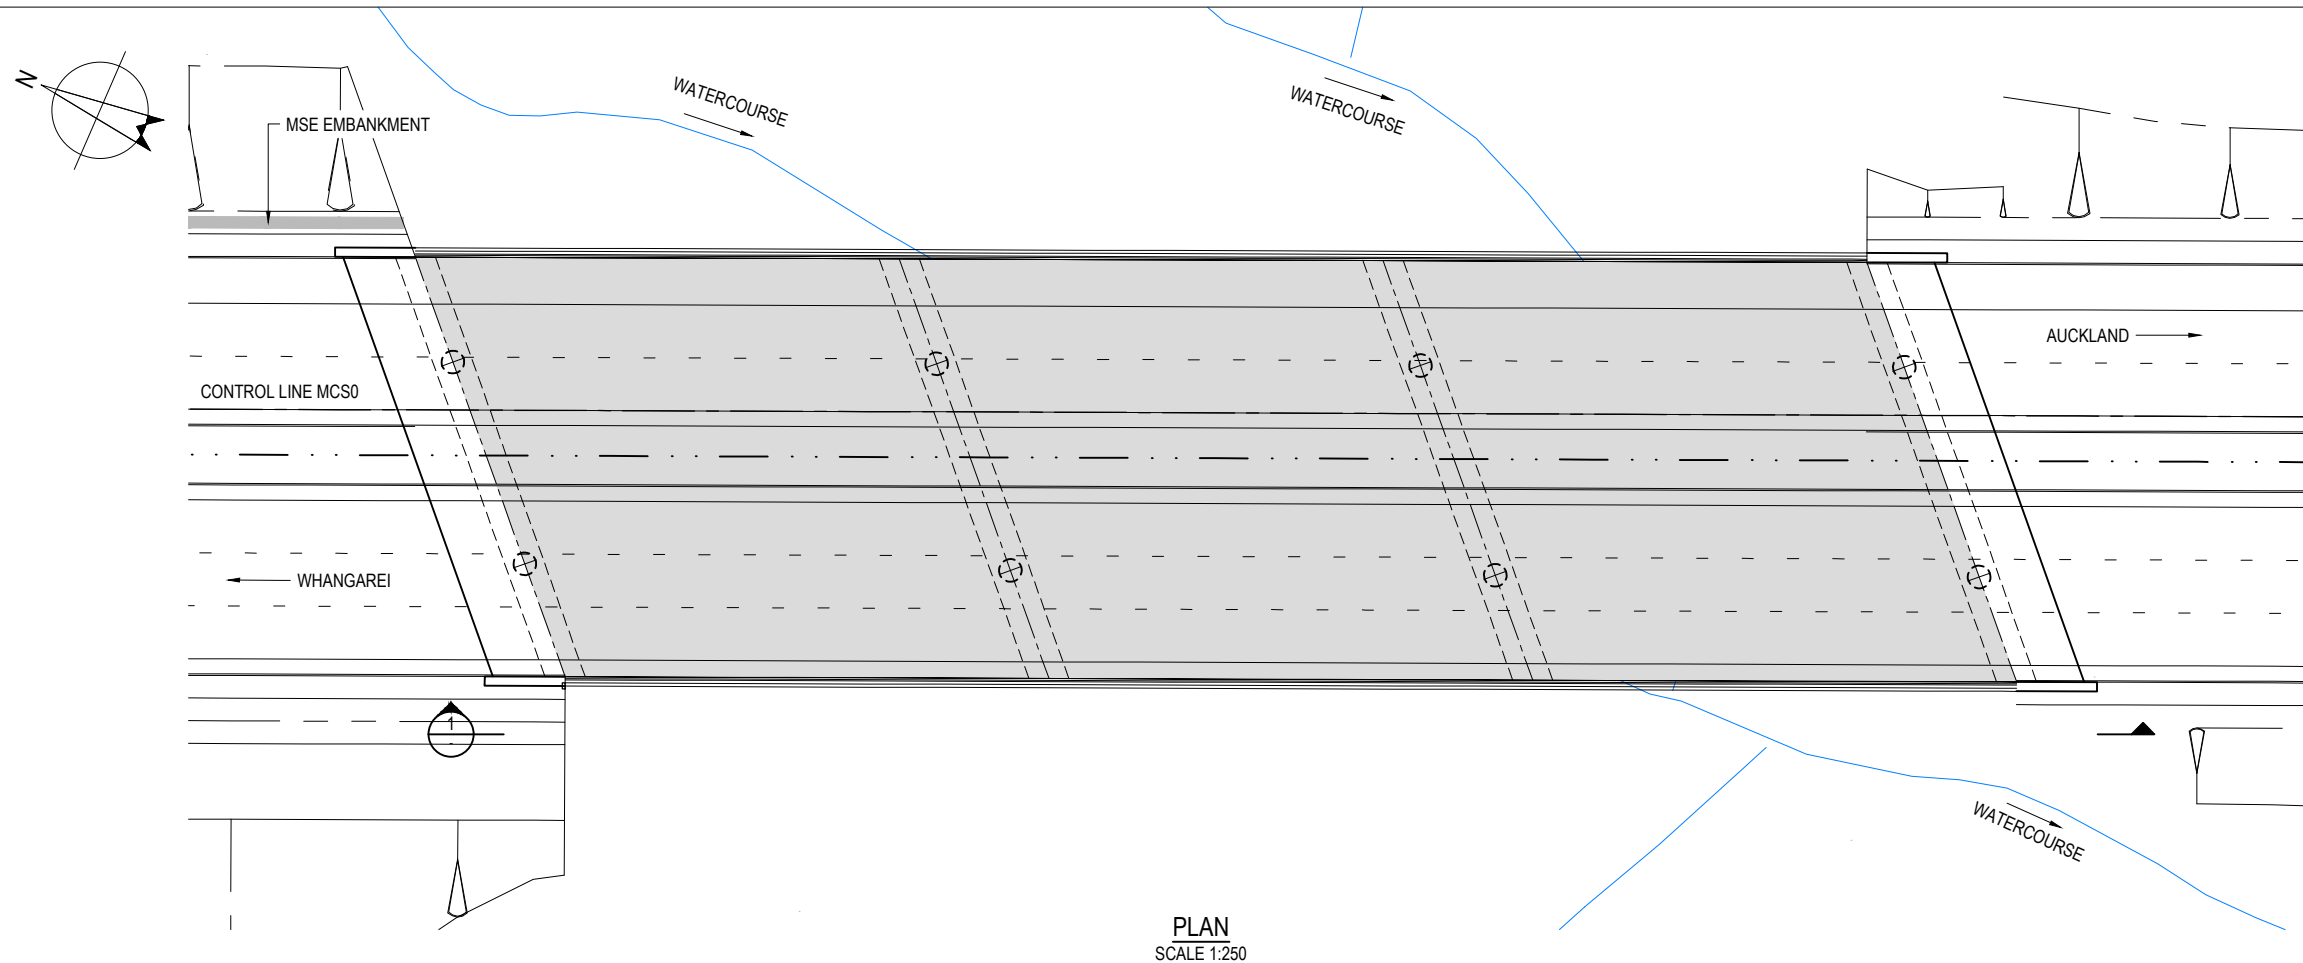 N
WATERCOURSE
WATERCOURSE
MSE EMBANKMENT
AUCKLAND
CONTROL LINE MCS0
WHANGAREI
1
-
WATERCOURSE
PLAN
SCALE 1:250